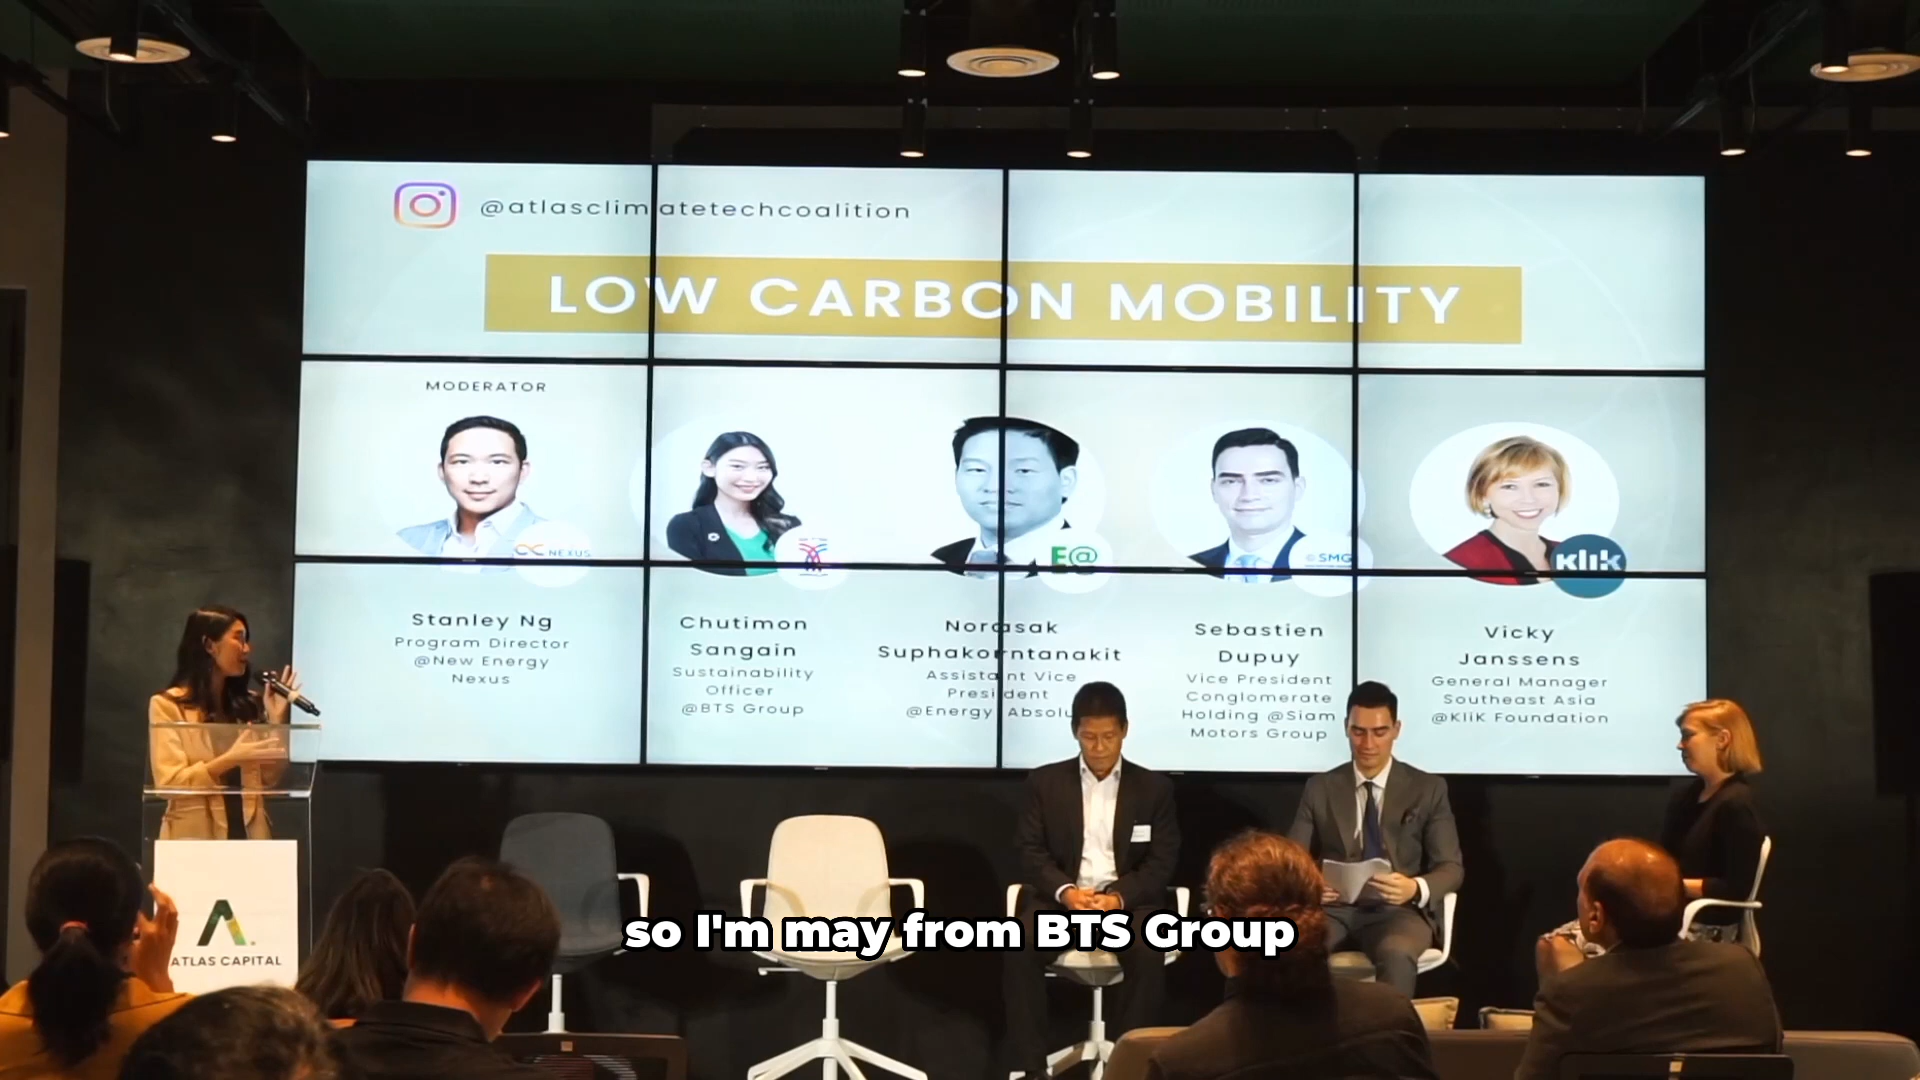 @atlasclimatetechcoalition
LOW CARBON MOBILITY
MODERATOR
NEXUS
E@
SMG
KliK
Stanley Ng
Program Director
@New Energy
Nexus
Chutimon
Sangain
Sustainability
Officer
@BTS Group
Norasak
Suphakorntanakit
Assistant Vice
President
@Energy Absolu
Sebastien
Dupuy
Vice President
Conglomerate
Holding @Siam
Motors Group
Vicky
Janssens
General Manager
Southeast Asia
@KliK Foundation
ATLAS CAPITAL
so I'm may from BTS Group